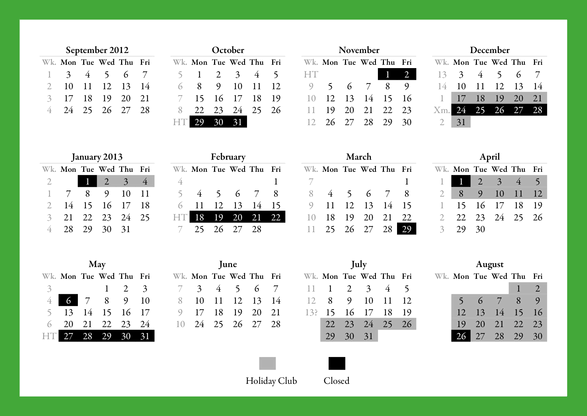 September 2012
Wk. Mon Tue Wed Thu Fri
1 3 4 5 6 7
2 10 11 12 13 14
3 17 18 19 20 21
4 24 25 26 27 28
October
Wk. Mon Tue Wed Thu Fri
5 1 2 3 4 5
6 8 9 10 11 12
7 15 16 17 18 19
8 22 23 24 25 26
HT 29 30 31
November
Wk. Mon Tue Wed Thu Fri
HT 1 2
9 5 6 7 8 9
10 12 13 14 15 16
11 19 20 21 22 23
12 26 27 28 29 30
December
Wk. Mon Tue Wed Thu Fri
13 3 4 5 6 7
14 10 11 12 13 14
1 17 18 19 20 21
Xm 24 25 26 27 28
2 31
January 2013
Wk. Mon Tue Wed Thu Fri
2 1 2 3 4
1 7 8 9 10 11
2 14 15 16 17 18
3 21 22 23 24 25
4 28 29 30 31
February
Wk. Mon Tue Wed Thu Fri
4 1
5 4 5 6 7 8
6 11 12 13 14 15
HT 18 19 20 21 22
7 25 26 27 28
March
Wk. Mon Tue Wed Thu Fri
7 1
8 4 5 6 7 8
9 11 12 13 14 15
10 18 19 20 21 22
11 25 26 27 28 29
April
Wk. Mon Tue Wed Thu Fri
1 1 2 3 4 5
2 8 9 10 11 12
1 15 16 17 18 19
2 22 23 24 25 26
3 29 30
May
Wk. Mon Tue Wed Thu Fri
3 1 2 3
4 6 7 8 9 10
5 13 14 15 16 17
6 20 21 22 23 24
HT 27 28 29 30 31
June
Wk. Mon Tue Wed Thu Fri
7 3 4 5 6 7
8 10 11 12 13 14
9 17 18 19 20 21
10 24 25 26 27 28
July
Wk. Mon Tue Wed Thu Fri
11 1 2 3 4 5
12 8 9 10 11 12
13? 15 16 17 18 19
22 23 24 25 26
29 30 31
August
Wk. Mon Tue Wed Thu Fri
1 2
5 6 7 8 9
12 13 14 15 16
19 20 21 22 23
26 27 28 29 30
Holiday Club
Closed